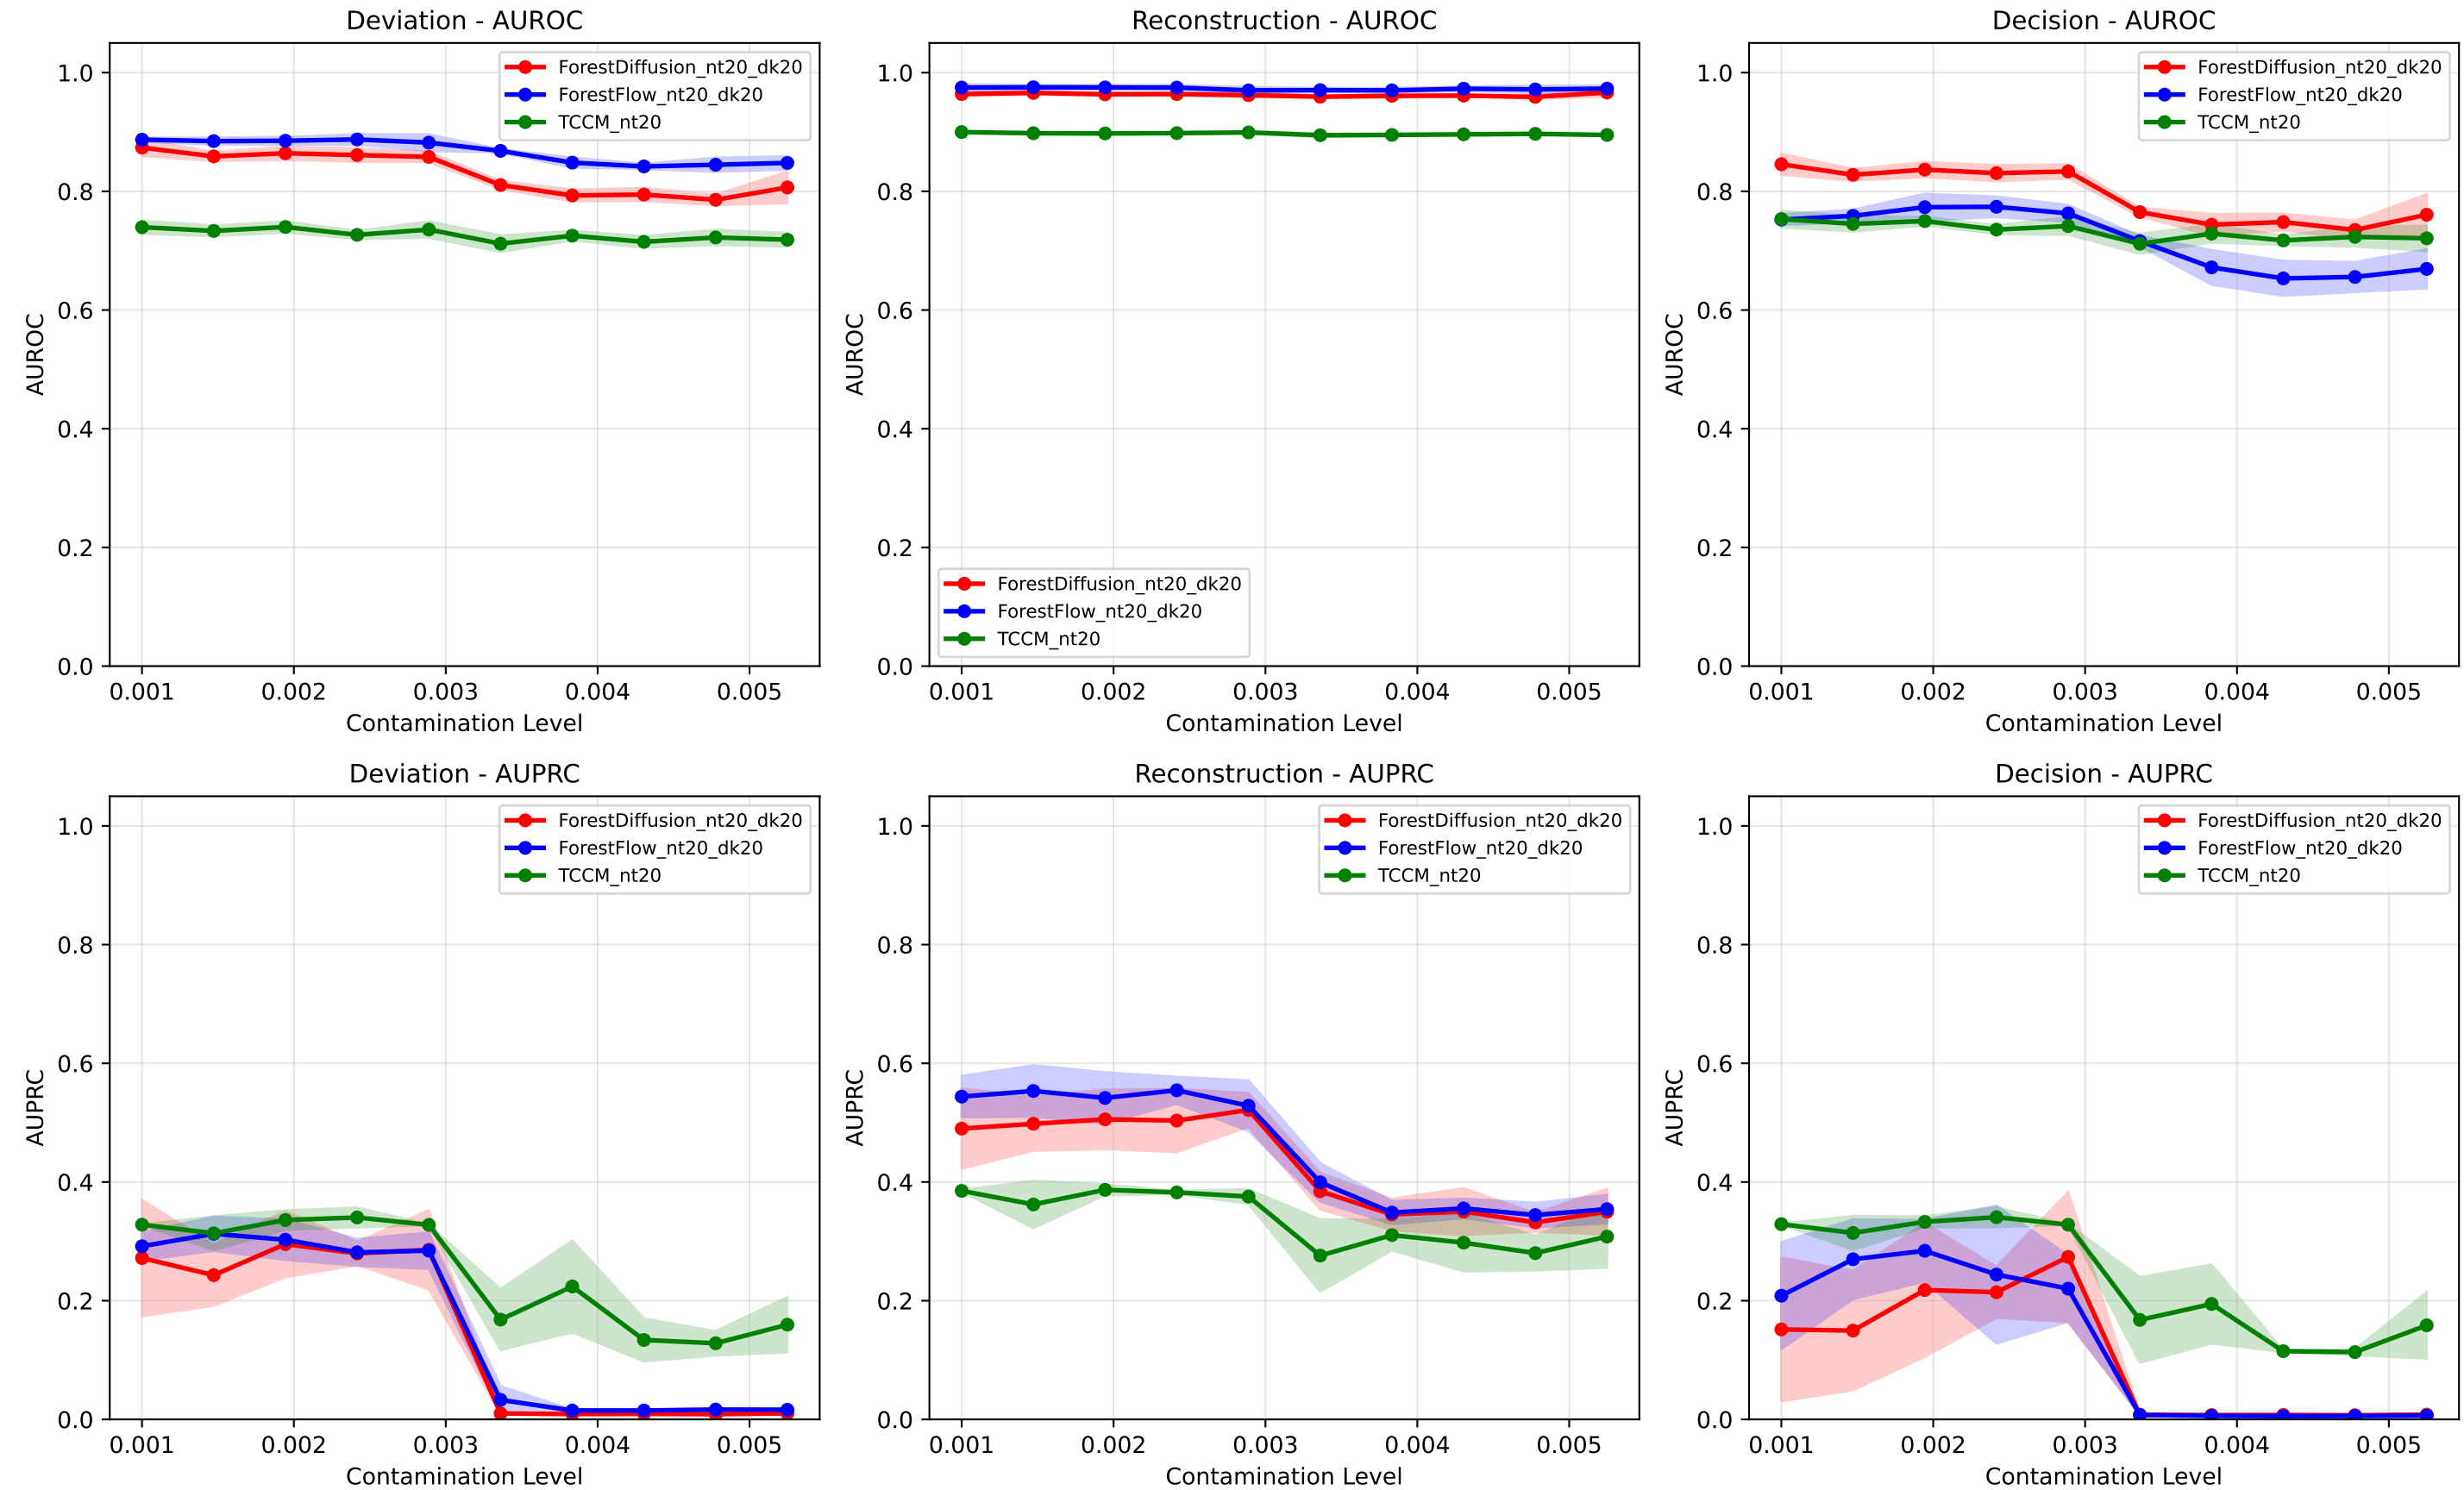 Deviation - AUROC
1.0
0.8
0.6
0.4
0.2
0.0
AUROC
0.001 0.002 0.003 0.004 0.005
Contamination Level
ForestDiffusion_nt20_dk20
ForestFlow_nt20_dk20
TCCM_nt20
Reconstruction - AUROC
1.0
0.8
0.6
0.4
0.2
0.0
AUROC
0.001 0.002 0.003 0.004 0.005
Contamination Level
ForestDiffusion_nt20_dk20
ForestFlow_nt20_dk20
TCCM_nt20
Decision - AUROC
1.0
0.8
0.6
0.4
0.2
0.0
AUROC
0.001 0.002 0.003 0.004 0.005
Contamination Level
ForestDiffusion_nt20_dk20
ForestFlow_nt20_dk20
TCCM_nt20
Deviation - AUPRC
1.0
0.8
0.6
0.4
0.2
0.0
AUPRC
0.001 0.002 0.003 0.004 0.005
Contamination Level
ForestDiffusion_nt20_dk20
ForestFlow_nt20_dk20
TCCM_nt20
Reconstruction - AUPRC
1.0
0.8
0.6
0.4
0.2
0.0
AUPRC
0.001 0.002 0.003 0.004 0.005
Contamination Level
ForestDiffusion_nt20_dk20
ForestFlow_nt20_dk20
TCCM_nt20
Decision - AUPRC
1.0
0.8
0.6
0.4
0.2
0.0
AUPRC
0.001 0.002 0.003 0.004 0.005
Contamination Level
ForestDiffusion_nt20_dk20
ForestFlow_nt20_dk20
TCCM_nt20